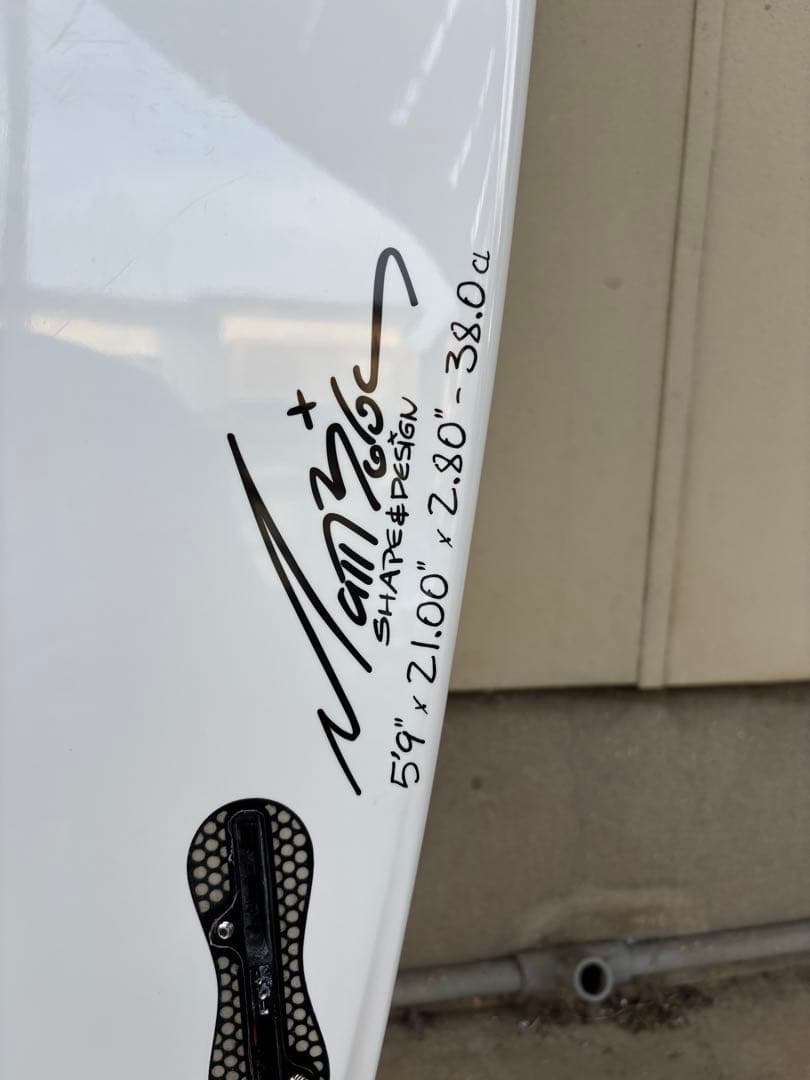 SHAPE & DESIGN
5'9" x 21.00" x 2.80" - 38.0 CL